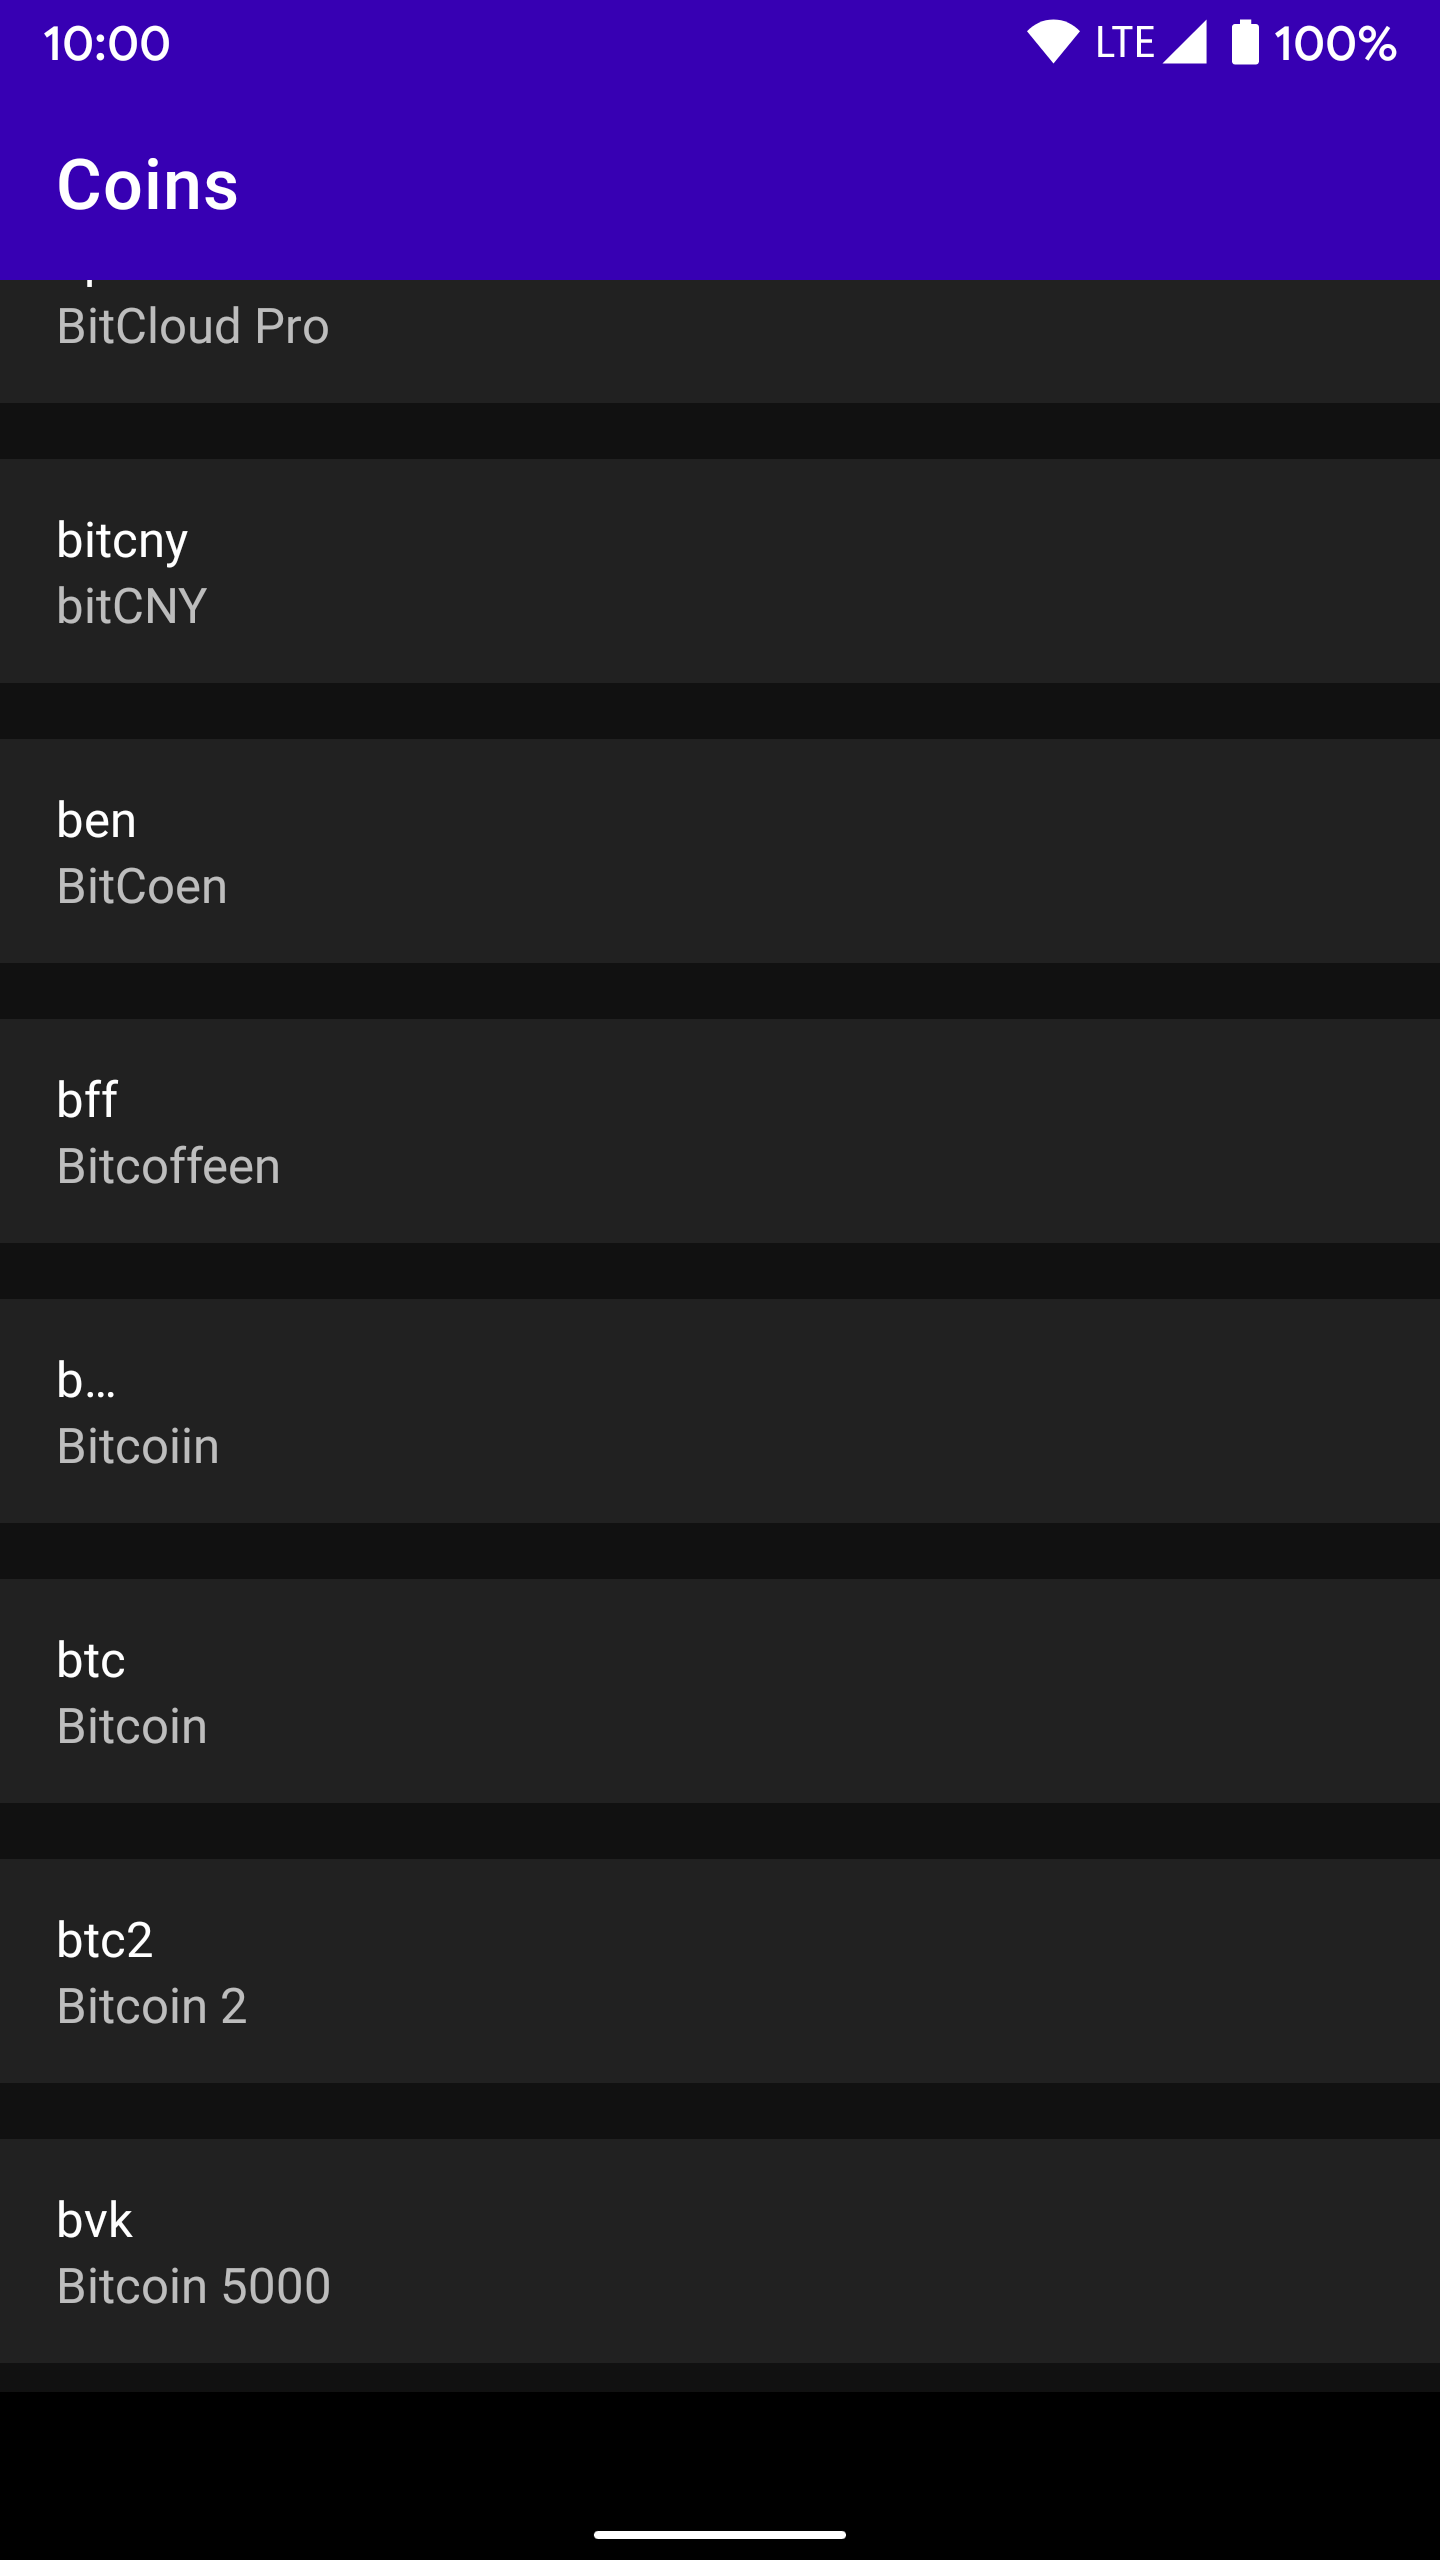 10:00 LTE 100%
Coins
BitCloud Pro
bitcny
bitCNY
ben
BitCoen
bff
Bitcoffeen
b…
Bitcoiin
btc
Bitcoin
btc2
Bitcoin 2
bvk
Bitcoin 5000